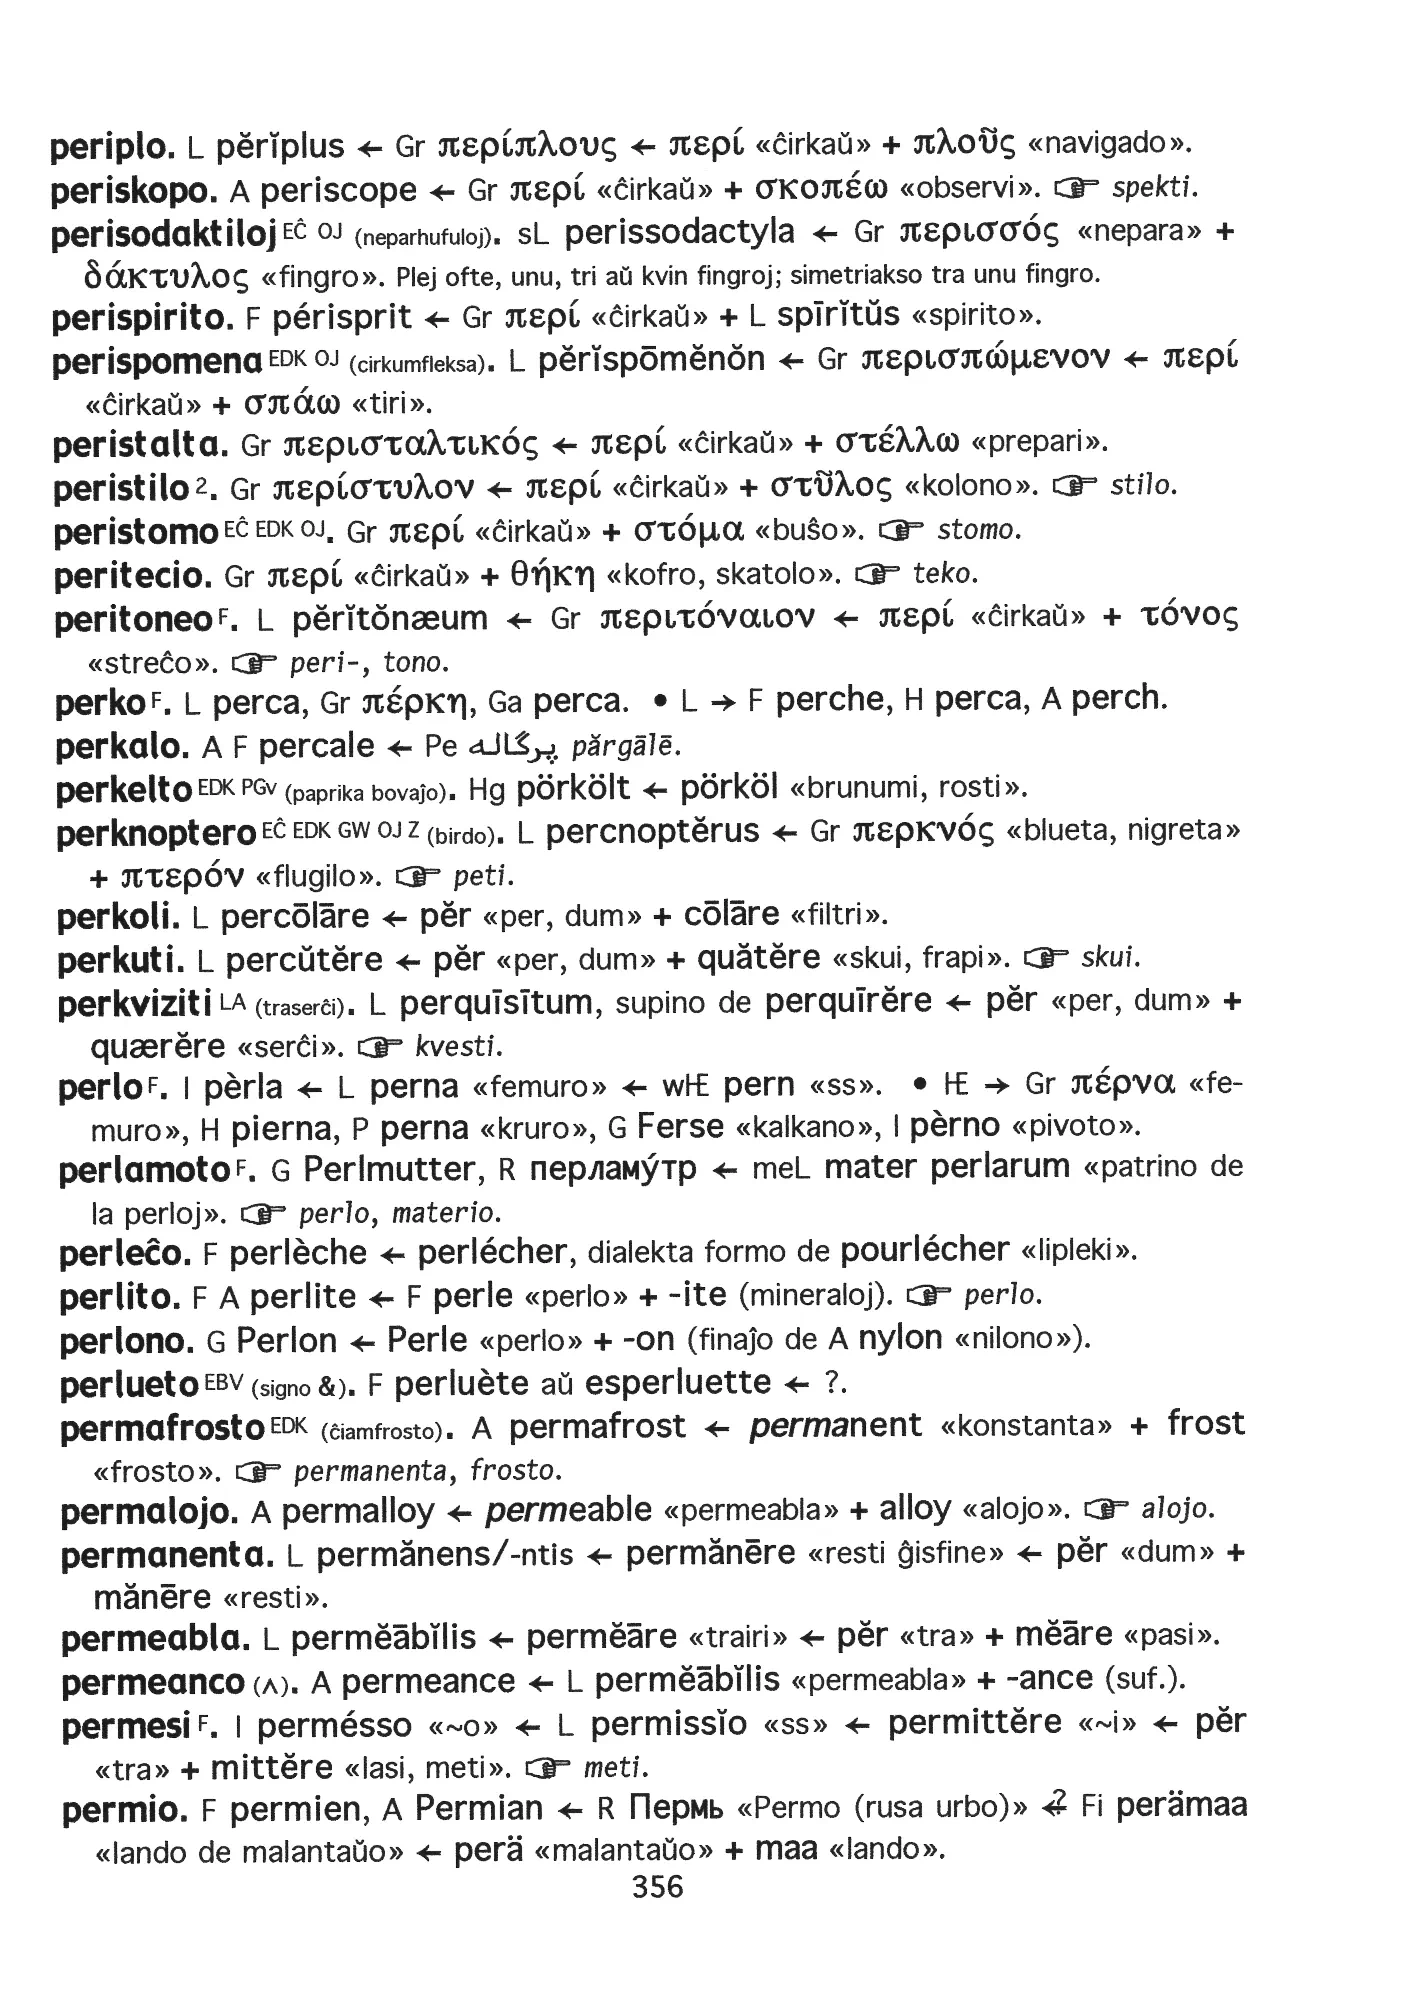 periplo. L pĕrĭplus ← Gr περίπλους ← περί «ĉirkaŭ» + πλοῦς «navigado».
periskopo. A periscope ← Gr περί «ĉirkaŭ» + σκοπέω «observi». ☞ spekti.
perisodaktiloj EĈ OJ (neparhufuloj). sL perissodactyla ← Gr περισσός «nepara» +
δάκτυλος «fingro». Plej ofte, unu, tri aŭ kvin fingroj; simetriakso tra unu fingro.
perispirito. F périsprit ← Gr περί «ĉirkaŭ» + L spīrĭtŭs «spirito».
perispomena EDK OJ (cirkumfleksa). L pĕrĭspōmĕnŏn ← Gr περισπώμενον ← περί
«ĉirkaŭ» + σπάω «tiri».
peristalta. Gr περισταλτικός ← περί «ĉirkaŭ» + στέλλω «prepari».
peristilo 2. Gr περίστυλον ← περί «ĉirkaŭ» + στῦλος «kolono». ☞ stilo.
peristomo EĈ EDK OJ. Gr περί «ĉirkaŭ» + στόμα «buŝo». ☞ stomo.
peritecio. Gr περί «ĉirkaŭ» + θήκη «kofro, skatolo». ☞ teko.
peritoneo F. L pĕrĭtŏnæum ← Gr περιτόναιον ← περί «ĉirkaŭ» + τόνος
«streĉo». ☞ peri-, tono.
perko F. L perca, Gr πέρκη, Ga perca. • L → F perche, H perca, A perch.
perkalo. A F percale ← Pe پرگاله părgālē.
perkelto EDK PGv (paprika bovaĵo). Hg pörkölt ← pörköl «brunumi, rosti».
perknoptero EĈ EDK GW OJ Z (birdo). L percnoptĕrus ← Gr περκνός «blueta, nigreta»
+ πτερόν «flugilo». ☞ peti.
perkoli. L percōlāre ← pĕr «per, dum» + cōlāre «filtri».
perkuti. L percŭtĕre ← pĕr «per, dum» + quătĕre «skui, frapi». ☞ skui.
perkviziti LA (traserĉi). L perquīsītum, supino de perquīrĕre ← pĕr «per, dum» +
quærĕre «serĉi». ☞ kvesti.
perlo F. I pèrla ← L perna «femuro» ← wIE pern «ss». • IE → Gr πέρνα «fe-
muro», H pierna, P perna «kruro», G Ferse «kalkano», I pèrno «pivoto».
perlamoto F. G Perlmutter, R перламу́тр ← meL mater perlarum «patrino de
la perloj». ☞ perlo, materio.
perleĉo. F perlèche ← perlécher, dialekta formo de pourlécher «lipleki».
perlito. F A perlite ← F perle «perlo» + -ite (mineraloj). ☞ perlo.
perlono. G Perlon ← Perle «perlo» + -on (finaĵo de A nylon «nilono»).
perlueto EBV (signo &). F perluète aŭ esperluette ← ?.
permafrosto EDK (ĉiamfrosto). A permafrost ← permanent «konstanta» + frost
«frosto». ☞ permanenta, frosto.
permalojo. A permalloy ← permeable «permeabla» + alloy «alojo». ☞ alojo.
permanenta. L permănens/-ntis ← permănēre «resti ĝisfine» ← pĕr «dum» +
mănēre «resti».
permeabla. L permĕābĭlis ← permĕāre «trairi» ← pĕr «tra» + mĕāre «pasi».
permeanco (Λ). A permeance ← L permĕābĭlis «permeabla» + -ance (suf.).
permesi F. I permésso «~o» ← L permissĭo «ss» ← permittĕre «~i» ← pĕr
«tra» + mittĕre «lasi, meti». ☞ meti.
permio. F permien, A Permian ← R Пермь «Permo (rusa urbo)» ←? Fi perämaa
«lando de malantaŭo» ← perä «malantaŭo» + maa «lando».
356